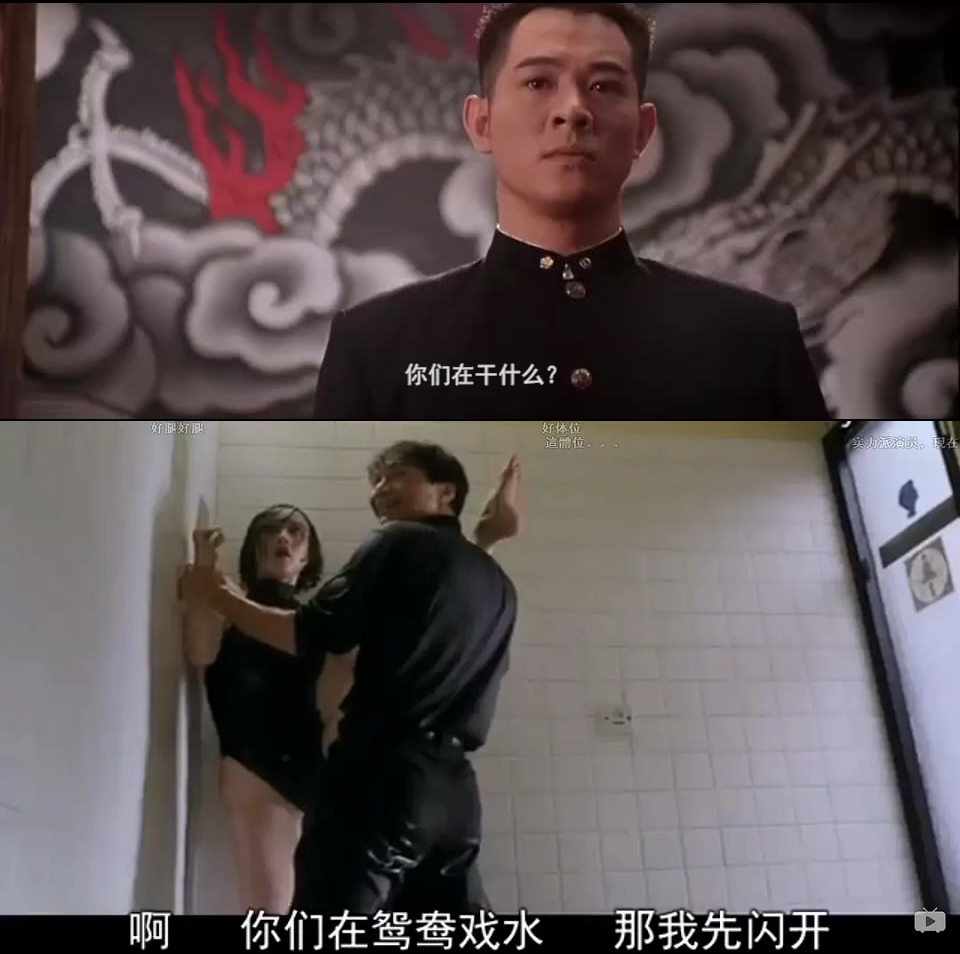 你们在干什么？
好腿好腿
好体位
這體位。。。
实力派演员，现在
啊 你们在鸳鸯戏水 那我先闪开